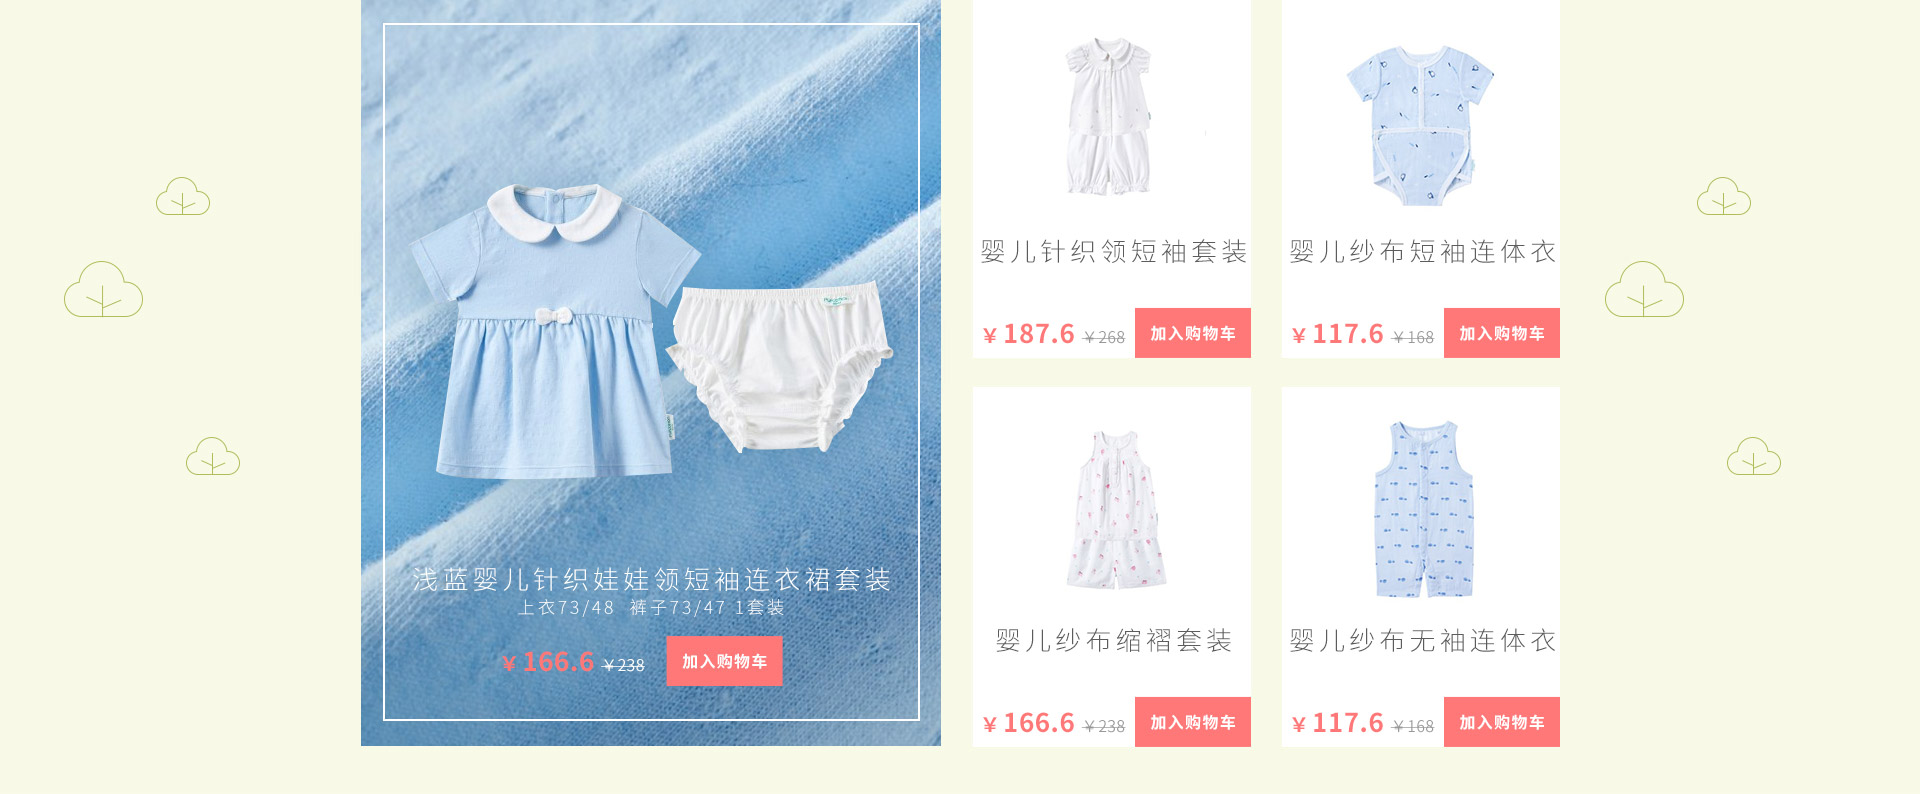 浅蓝婴儿针织娃娃领短袖连衣裙套装
上衣73/48 裤子73/47 1套装
￥166.6 ￥238 加入购物车
婴儿针织领短袖套装
￥187.6 ￥268 加入购物车
婴儿纱布短袖连体衣
￥117.6 ￥168 加入购物车
婴儿纱布缩褶套装
￥166.6 ￥238 加入购物车
婴儿纱布无袖连体衣
￥117.6 ￥168 加入购物车